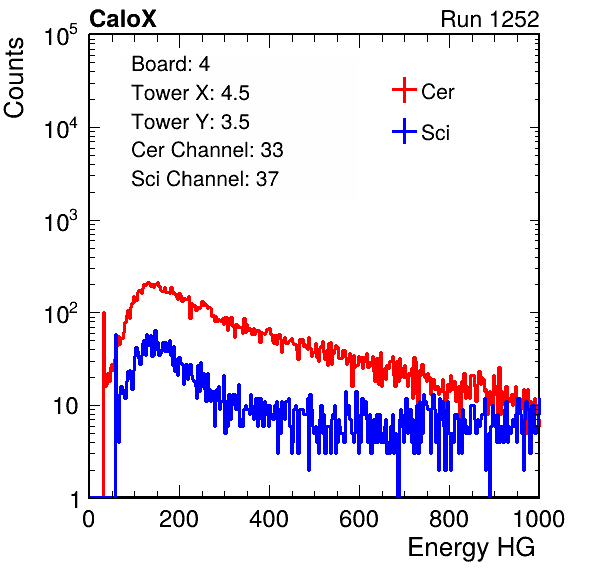 CaloX Run 1252
Counts
10^5
10^4
10^3
10^2
10
1
Board: 4
Tower X: 4.5
Tower Y: 3.5
Cer Channel: 33
Sci Channel: 37
Cer
Sci
0 200 400 600 800 1000
Energy HG